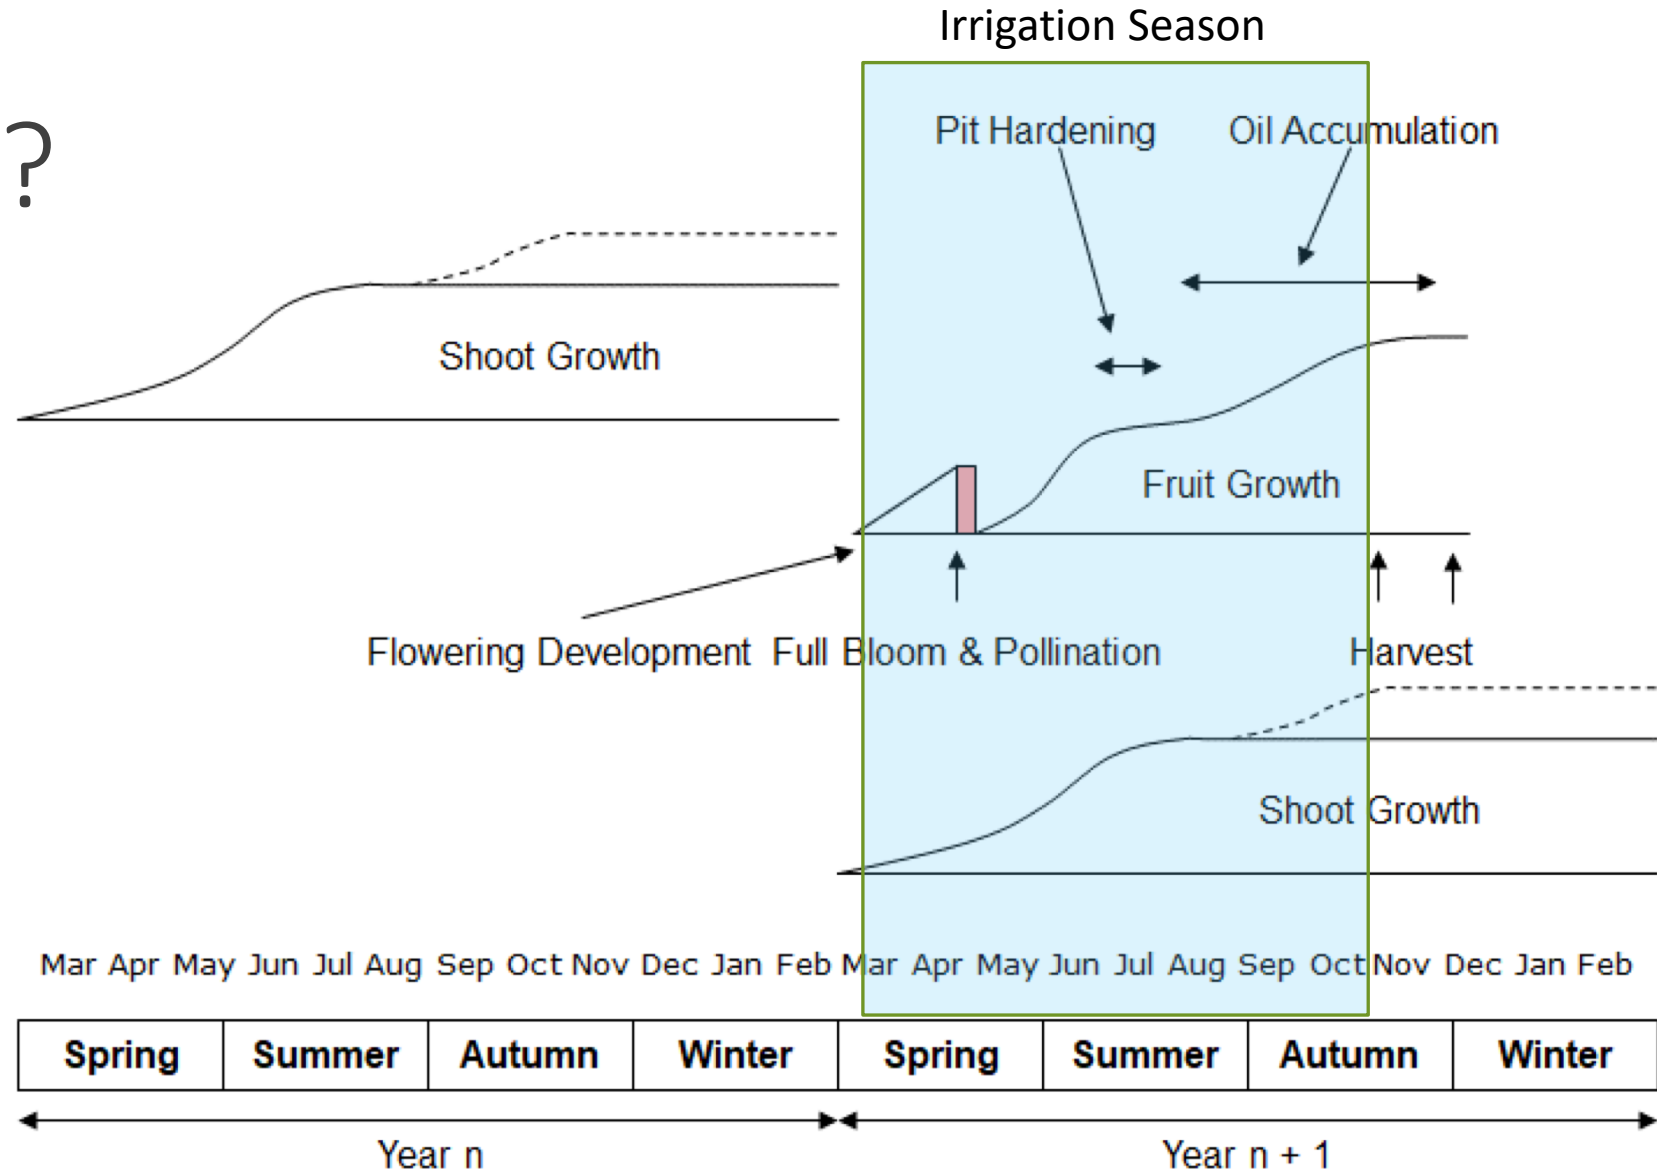 Irrigation Season
?
Pit Hardening
Oil Accumulation
Shoot Growth
Fruit Growth
Flowering Development
Full Bloom & Pollination
Harvest
Shoot Growth
Mar Apr May Jun Jul Aug Sep Oct Nov Dec Jan Feb Mar Apr May Jun Jul Aug Sep Oct Nov Dec Jan Feb
Spring Summer Autumn Winter Spring Summer Autumn Winter
Year n
Year n + 1